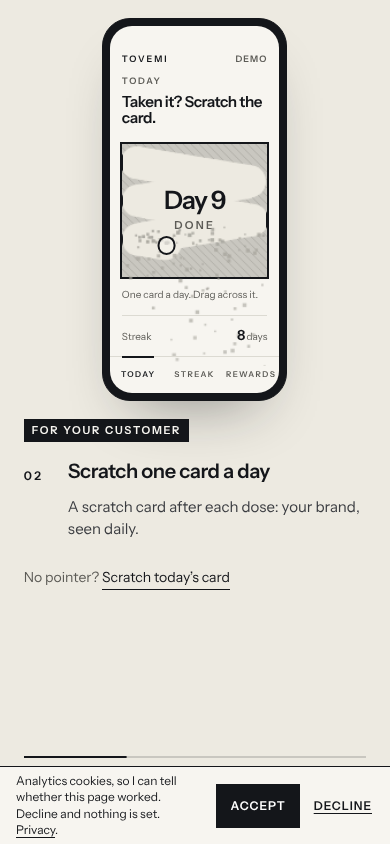 TOVEMI DEMO
TODAY
Taken it? Scratch the
card.
Day 9
DONE
One card a day. Drag across it.
Streak 8 days
TODAY STREAK REWARDS
FOR YOUR CUSTOMER
02 Scratch one card a day
A scratch card after each dose: your brand,
seen daily.
No pointer? Scratch today’s card
Analytics cookies, so I can tell
whether this page worked.
Decline and nothing is set.
Privacy.
ACCEPT DECLINE